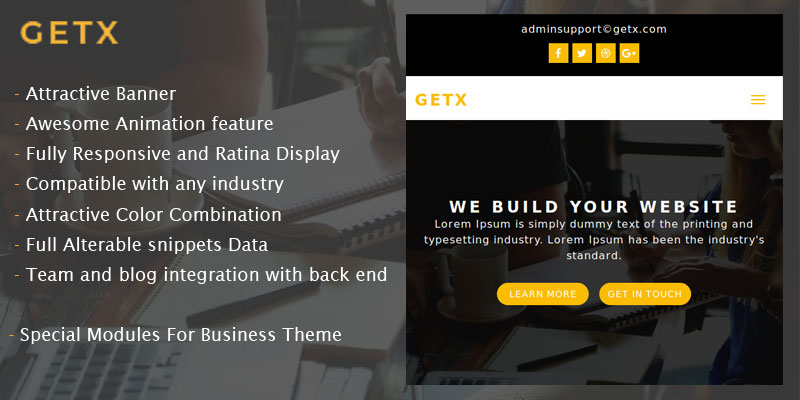 GETX
- Attractive Banner
- Awesome Animation feature
- Fully Responsive and Ratina Display
- Compatible with any industry
- Attractive Color Combination
- Full Alterable snippets Data
- Team and blog integration with back end
- Special Modules For Business Theme
adminsupport©getx.com
GETX
WE BUILD YOUR WEBSITE
Lorem Ipsum is simply dummy text of the printing and
typesetting industry. Lorem Ipsum has been the industry's
standard.
LEARN MORE
GET IN TOUCH